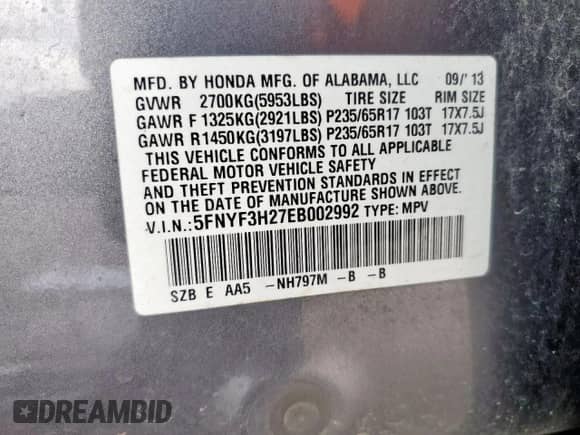 MFD. BY HONDA MFG. OF ALABAMA, LLC 09/'13
GVWR 2700KG(5953LBS) TIRE SIZE RIM SIZE
GAWR F 1325KG(2921LBS) P235/65R17 103T 17X7.5J
GAWR R1450KG(3197LBS) P235/65R17 103T 17X7.5J
THIS VEHICLE CONFORMS TO ALL APPLICABLE
FEDERAL MOTOR VEHICLE SAFETY
AND THEFT PREVENTION STANDARDS IN EFFECT
ON THE DATE OF MANUFACTURE SHOWN ABOVE.
V.I.N.:5FNYF3H27EB002992 TYPE: MPV
SZB E AA5 -NH797M -B -B
DREAMBID